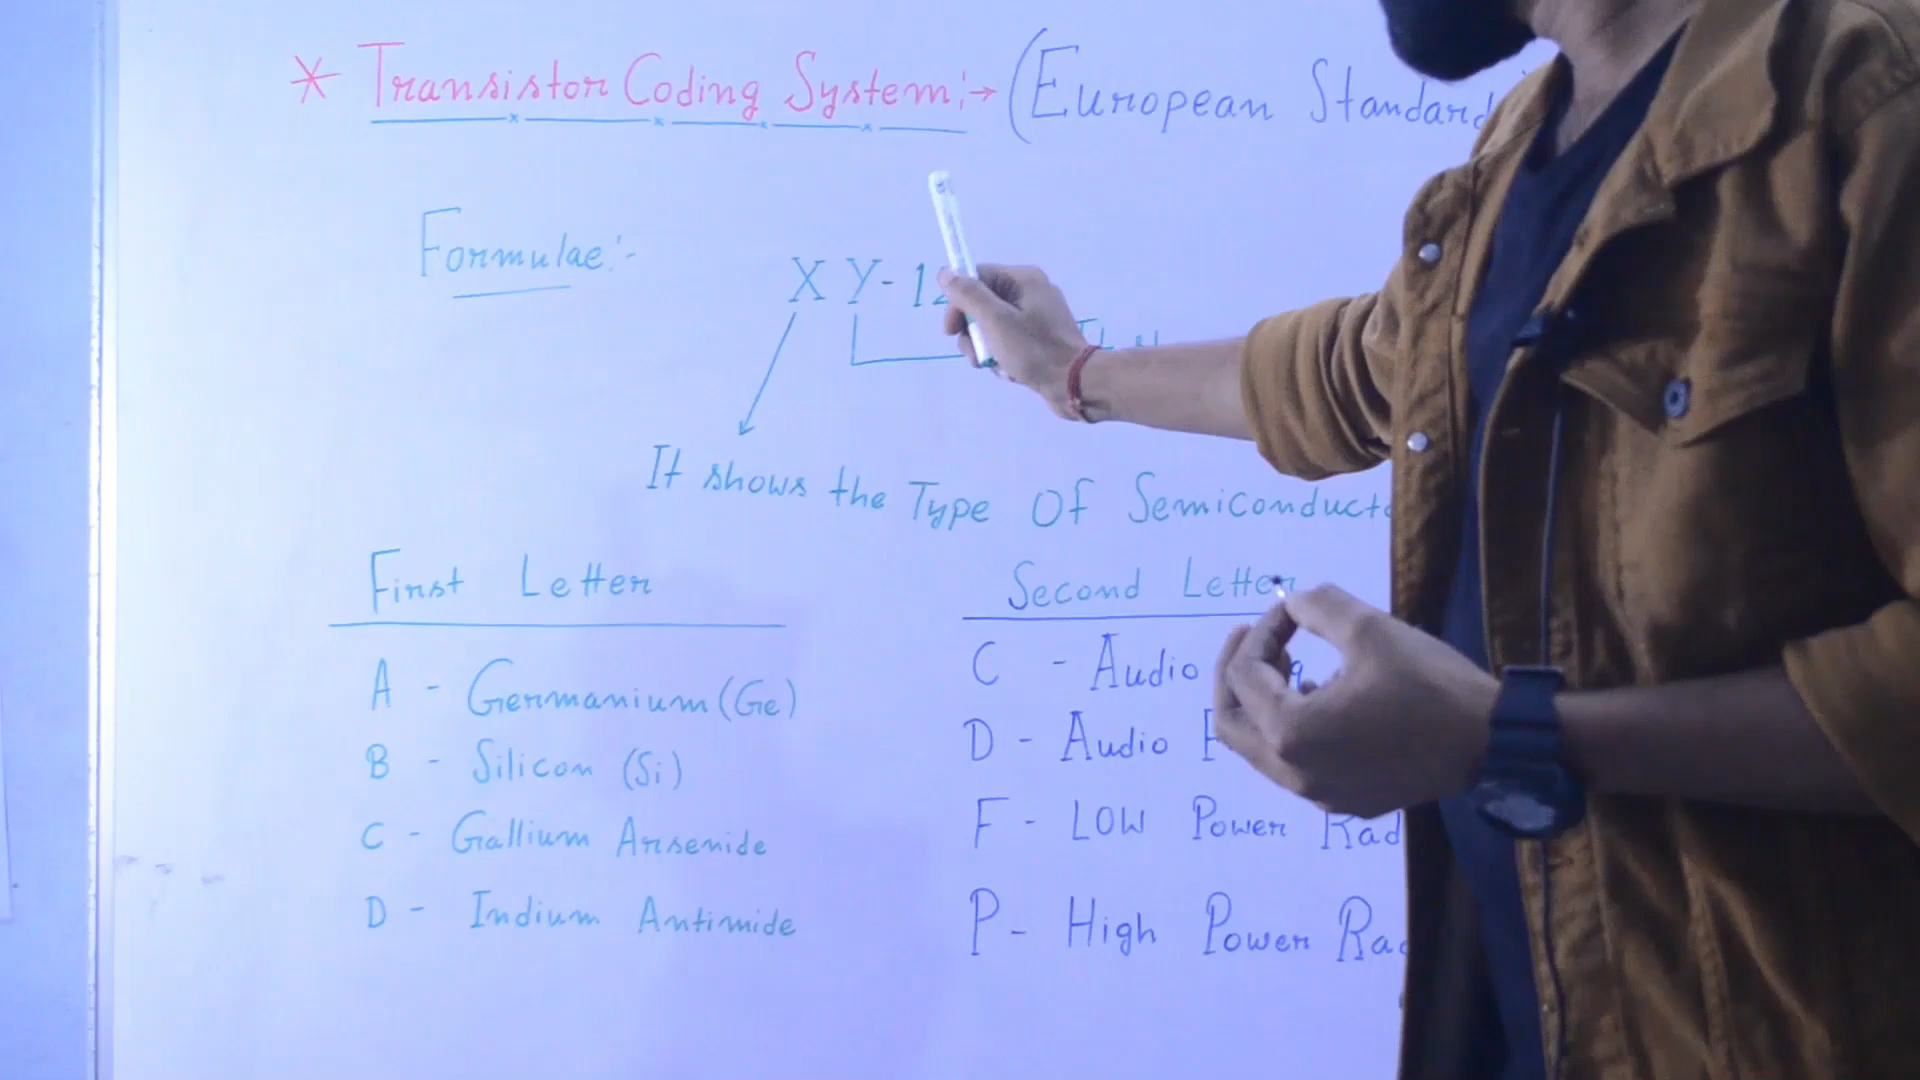 * Transistor Coding System:→ (European Standard
Formulae:-
X Y-12
It shows the Type Of Semiconducto
First Letter
A - Germanium (Ge)
B - Silicon (Si)
C - Gallium Arsenide
D - Indium Antimide
Second Letter
C - Audio
D - Audio
F - LOW Power Rad
P - High Power Rad